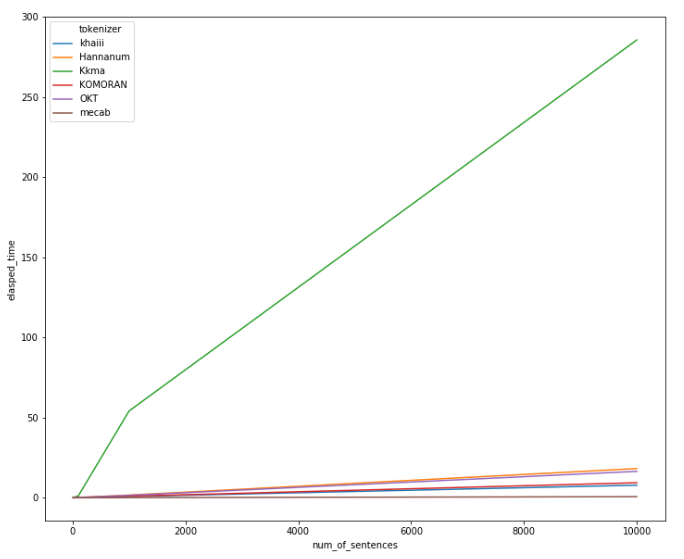 300
tokenizer
khaiii
Hannanum
Kkma
KOMORAN
OKT
mecab
250
200
150
100
50
0
elasped_time
0 2000 4000 6000 8000 10000
num_of_sentences